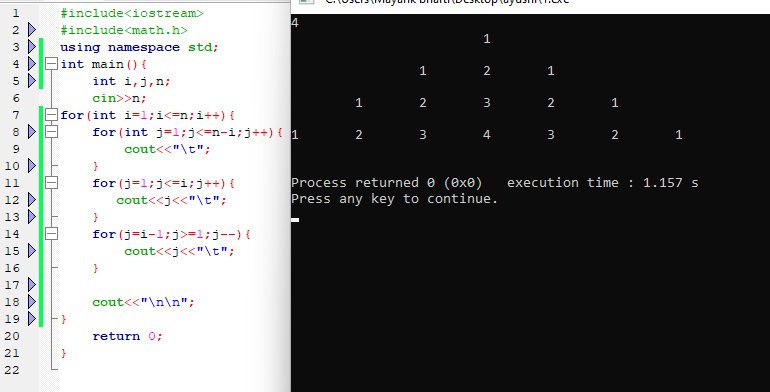 1 #include<iostream>
2 #include<math.h>
3 using namespace std;
4 int main(){
5 int i,j,n;
6 cin>>n;
7 for(int i=1;i<=n;i++){
8 for(int j=1;j<=n-i;j++){
9 cout<<"\t";
10 }
11 for(j=1;j<=i;j++){
12 cout<<j<<"\t";
13 }
14 for(j=i-1;j>=1;j--){
15 cout<<j<<"\t";
16 }
17
18 cout<<"\n\n";
19 }
20 return 0;
21 }
22
4
1
1 2 1
1 2 3 2 1
1 2 3 4 3 2 1
Process returned 0 (0x0) execution time : 1.157 s
Press any key to continue.